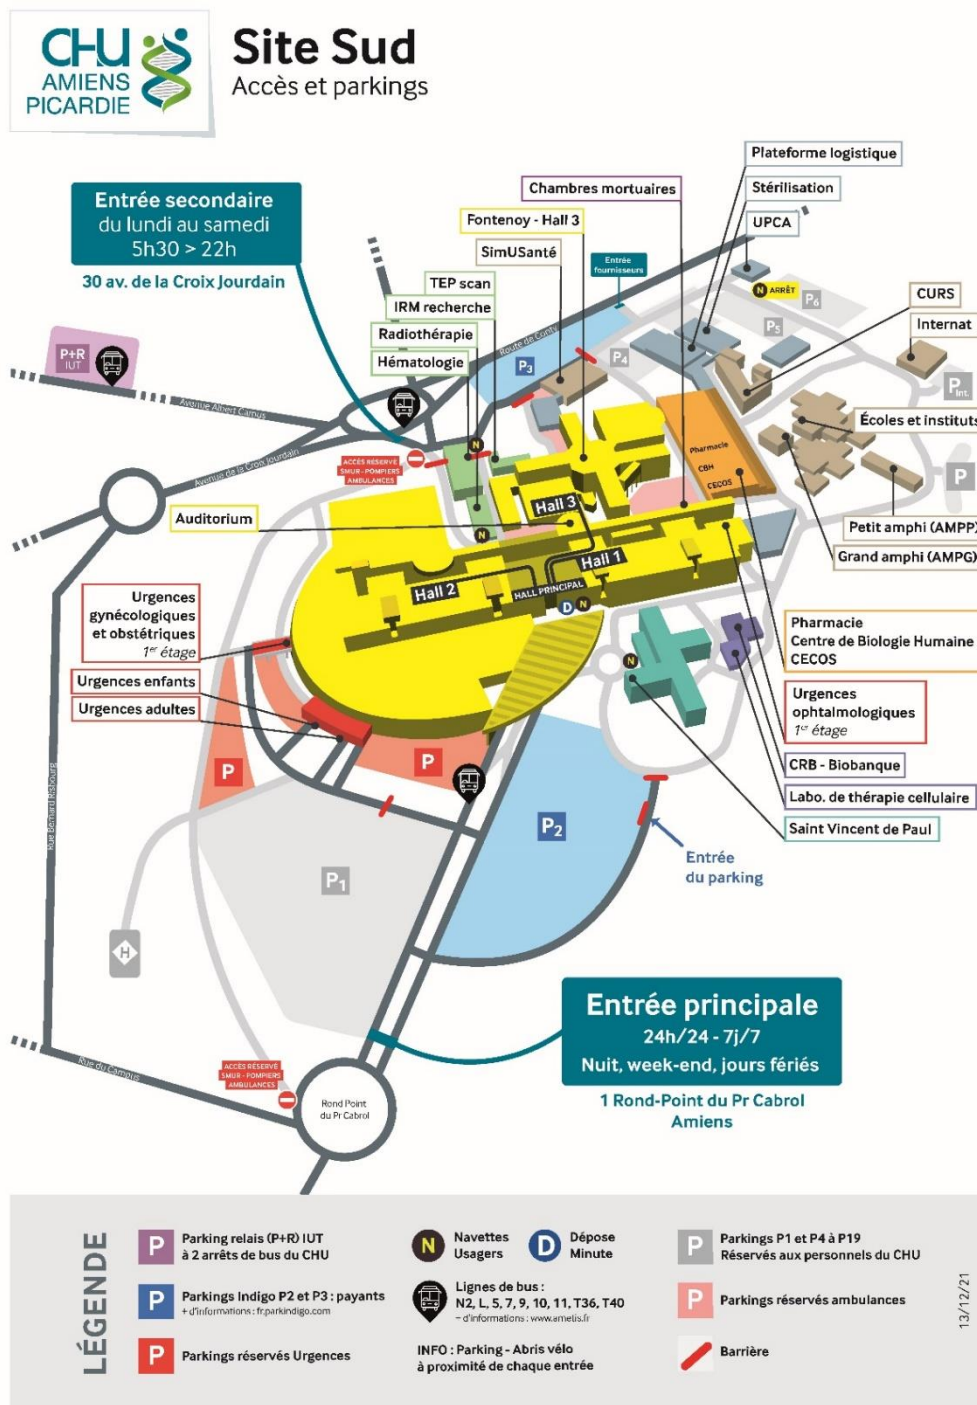 CHU
AMIENS
PICARDIE
Site Sud
Accès et parkings
Entrée secondaire
du lundi au samedi
5h30 > 22h
30 av. de la Croix Jourdain
Plateforme logistique
Chambres mortuaires
Stérilisation
Fontenoy - Hall 3
UPCA
SimUSanté
Entrée
fournisseurs
TEP scan
N ARRÊT
P6
CURS
IRM recherche
P5
Internat
Radiothérapie
Route de Conty
P4
Hématologie
P3
P+R
IUT
PInt.
Avenue Albert Camus
Écoles et instituts
Pharmacie
CBH
CECOS
Avenue de la Croix Jourdain
N
ACCÈS RÉSERVÉ
SMUR - POMPIERS
AMBULANCES
P
Auditorium
Hall 3
Petit amphi (AMPP)
N
Grand amphi (AMPG)
Hall 1
Hall 2
HALL PRINCIPAL
D N
Urgences
gynécologiques
et obstétriques
1er étage
Pharmacie
Centre de Biologie Humaine
CECOS
N
Urgences enfants
Urgences adultes
Urgences
ophtalmologiques
1er étage
P
P
CRB - Biobanque
Labo. de thérapie cellulaire
Saint Vincent de Paul
Rue Bernard Risbourg
P2
Entrée
du parking
P1
H
Entrée principale
24h/24 - 7j/7
Nuit, week-end, jours fériés
1 Rond-Point du Pr Cabrol
Amiens
Rue du Campus
ACCÈS RÉSERVÉ
SMUR - POMPIERS
AMBULANCES
Rond Point
du Pr Cabrol
LÉGENDE
P
Parking relais (P+R) IUT
à 2 arrêts de bus du CHU
P
Parkings Indigo P2 et P3 : payants
+ d'informations : fr.parkindigo.com
P
Parkings réservés Urgences
N
Navettes
Usagers
D
Dépose
Minute
Lignes de bus :
N2, L, 5, 7, 9, 10, 11, T36, T40
+ d'informations : www.ametis.fr
INFO : Parking - Abris vélo
à proximité de chaque entrée
P
Parkings P1 et P4 à P19
Réservés aux personnels du CHU
P
Parkings réservés ambulances
Barrière
13/12/21